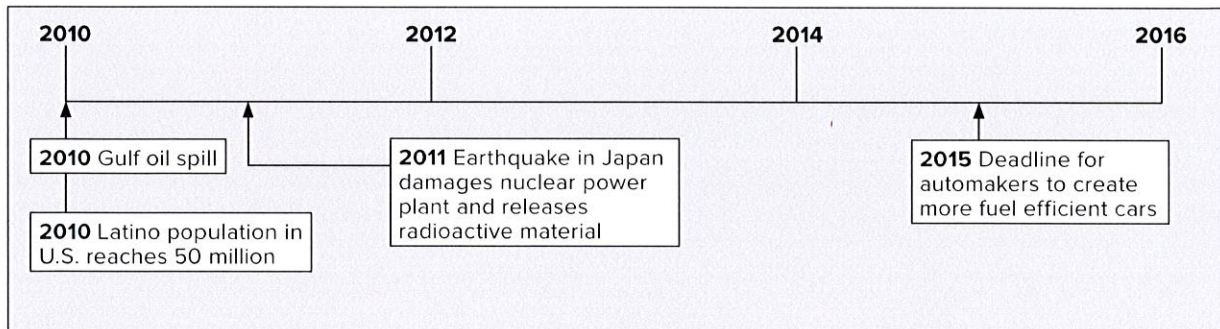 2010 2012 2014 2016
2010 Gulf oil spill
2010 Latino population in
U.S. reaches 50 million
2011 Earthquake in Japan
damages nuclear power
plant and releases
radioactive material
2015 Deadline for
automakers to create
more fuel efficient cars